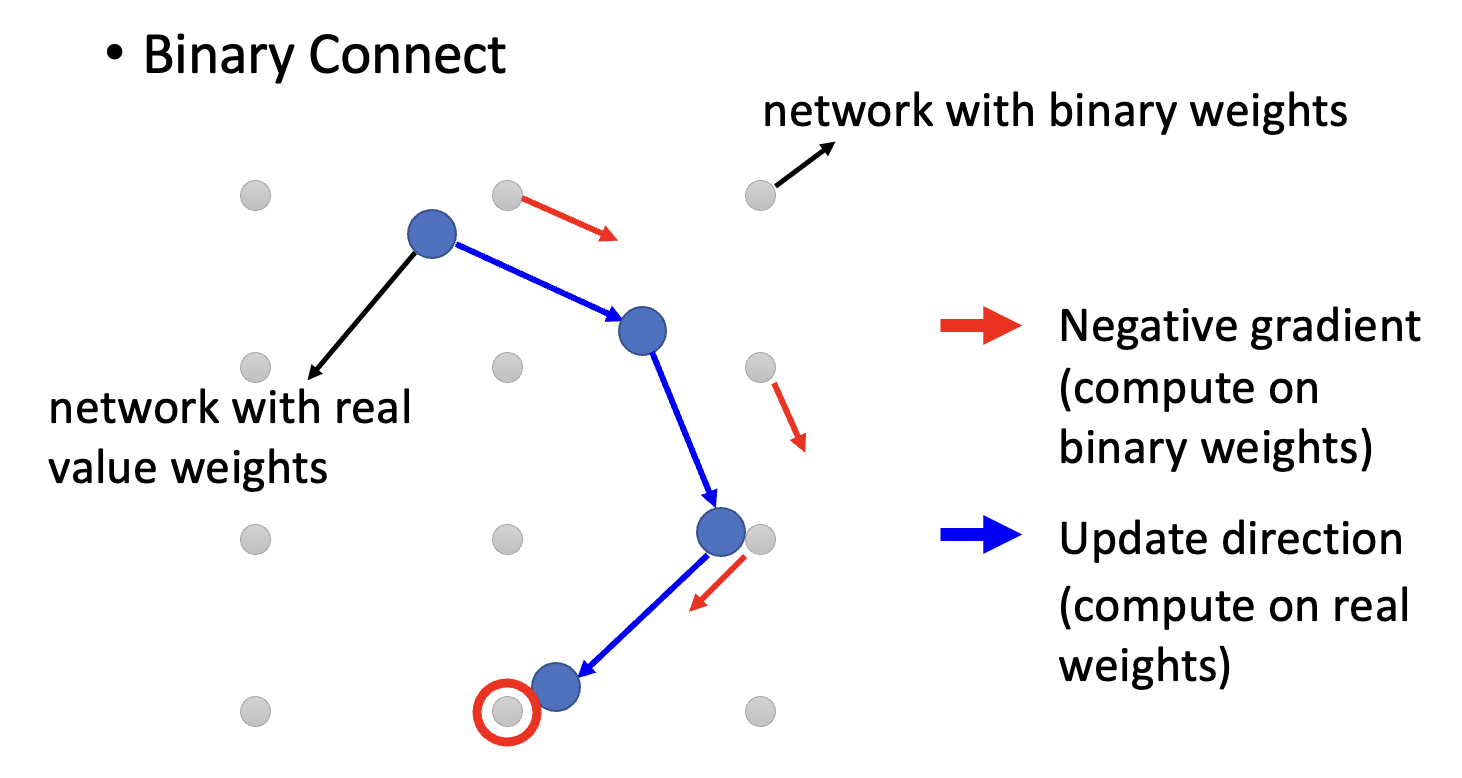 • Binary Connect
network with binary weights
network with real
value weights
Negative gradient
(compute on
binary weights)
Update direction
(compute on real
weights)